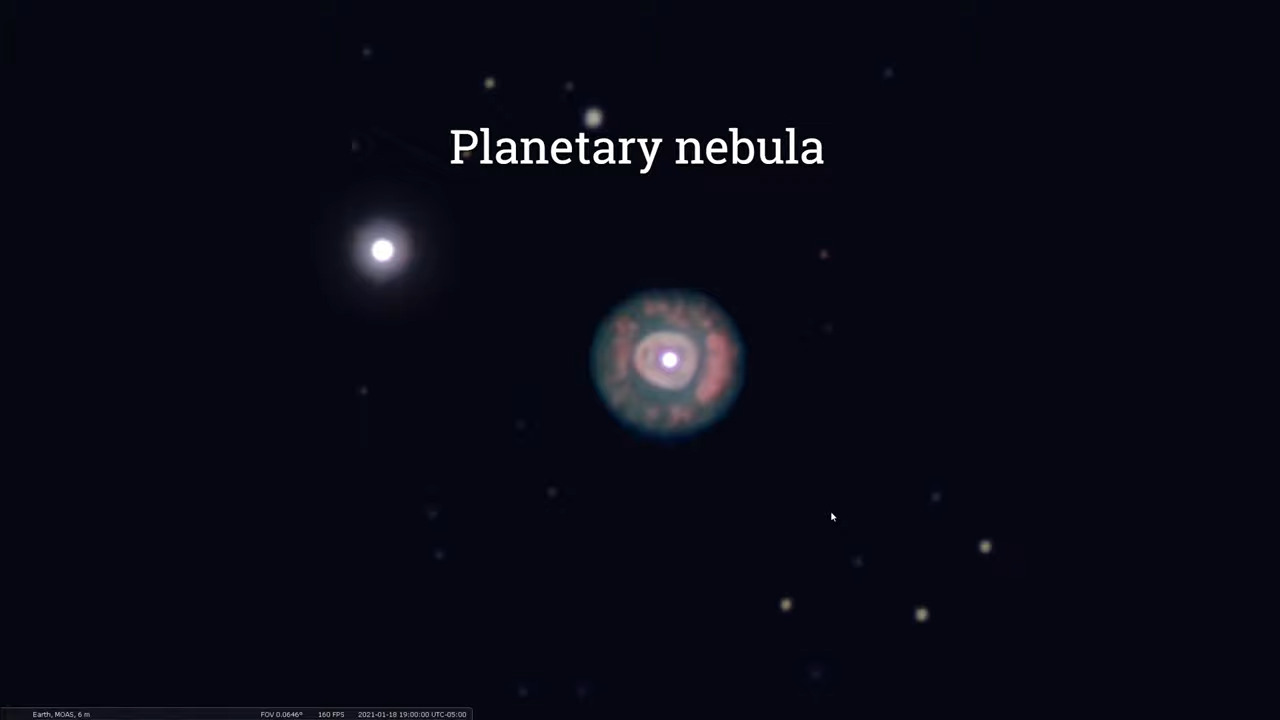 Planetary nebula
Earth, MOAS, 6 m FOV 0.0646° 160 FPS 2021-01-18 19:00:00 UTC-05:00